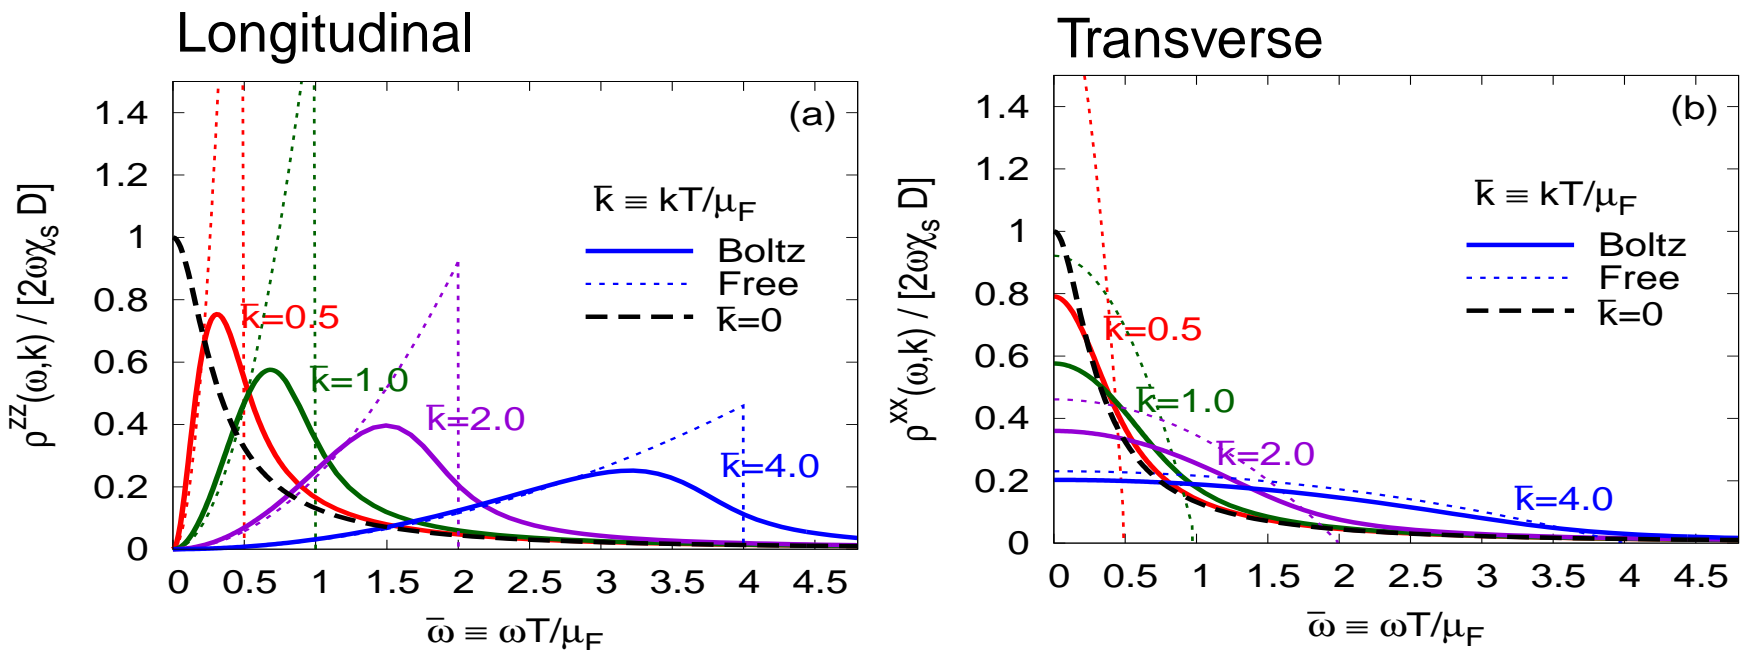 Longitudinal
(a)
ρ^zz(ω,k) / [2ωχ_s D]
1.4
1.2
1
0.8
0.6
0.4
0.2
0
k̄ ≡ kT/μ_F
Boltz
Free
k̄=0
k̄=0.5
k̄=1.0
k̄=2.0
k̄=4.0
0 0.5 1 1.5 2 2.5 3 3.5 4 4.5
ω̄ ≡ ωT/μ_F
Transverse
(b)
ρ^xx(ω,k) / [2ωχ_s D]
1.4
1.2
1
0.8
0.6
0.4
0.2
0
k̄ ≡ kT/μ_F
Boltz
Free
k̄=0
k̄=0.5
k̄=1.0
k̄=2.0
k̄=4.0
0 0.5 1 1.5 2 2.5 3 3.5 4 4.5
ω̄ ≡ ωT/μ_F